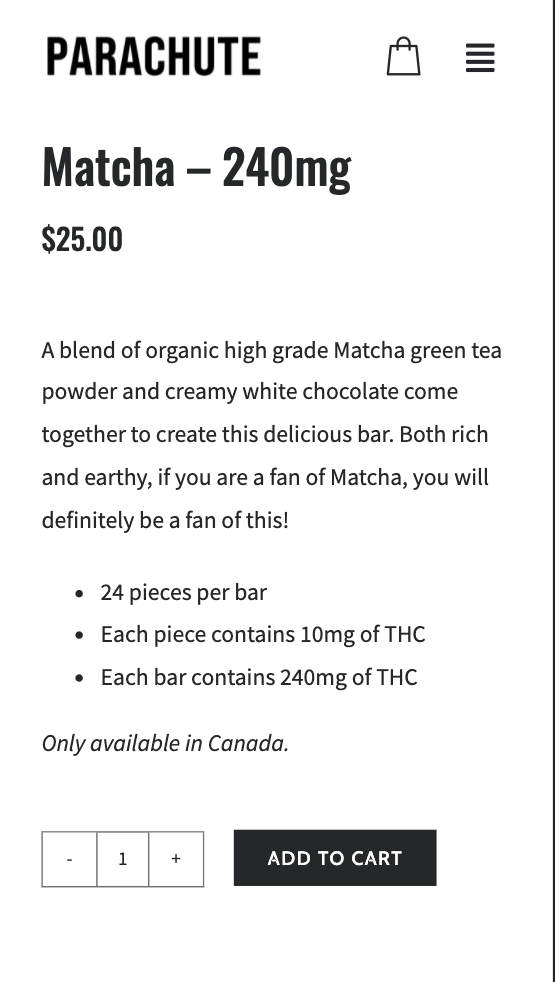 PARACHUTE
Matcha – 240mg
$25.00
A blend of organic high grade Matcha green tea
powder and creamy white chocolate come
together to create this delicious bar. Both rich
and earthy, if you are a fan of Matcha, you will
definitely be a fan of this!
• 24 pieces per bar
• Each piece contains 10mg of THC
• Each bar contains 240mg of THC
Only available in Canada.
- 1 + ADD TO CART